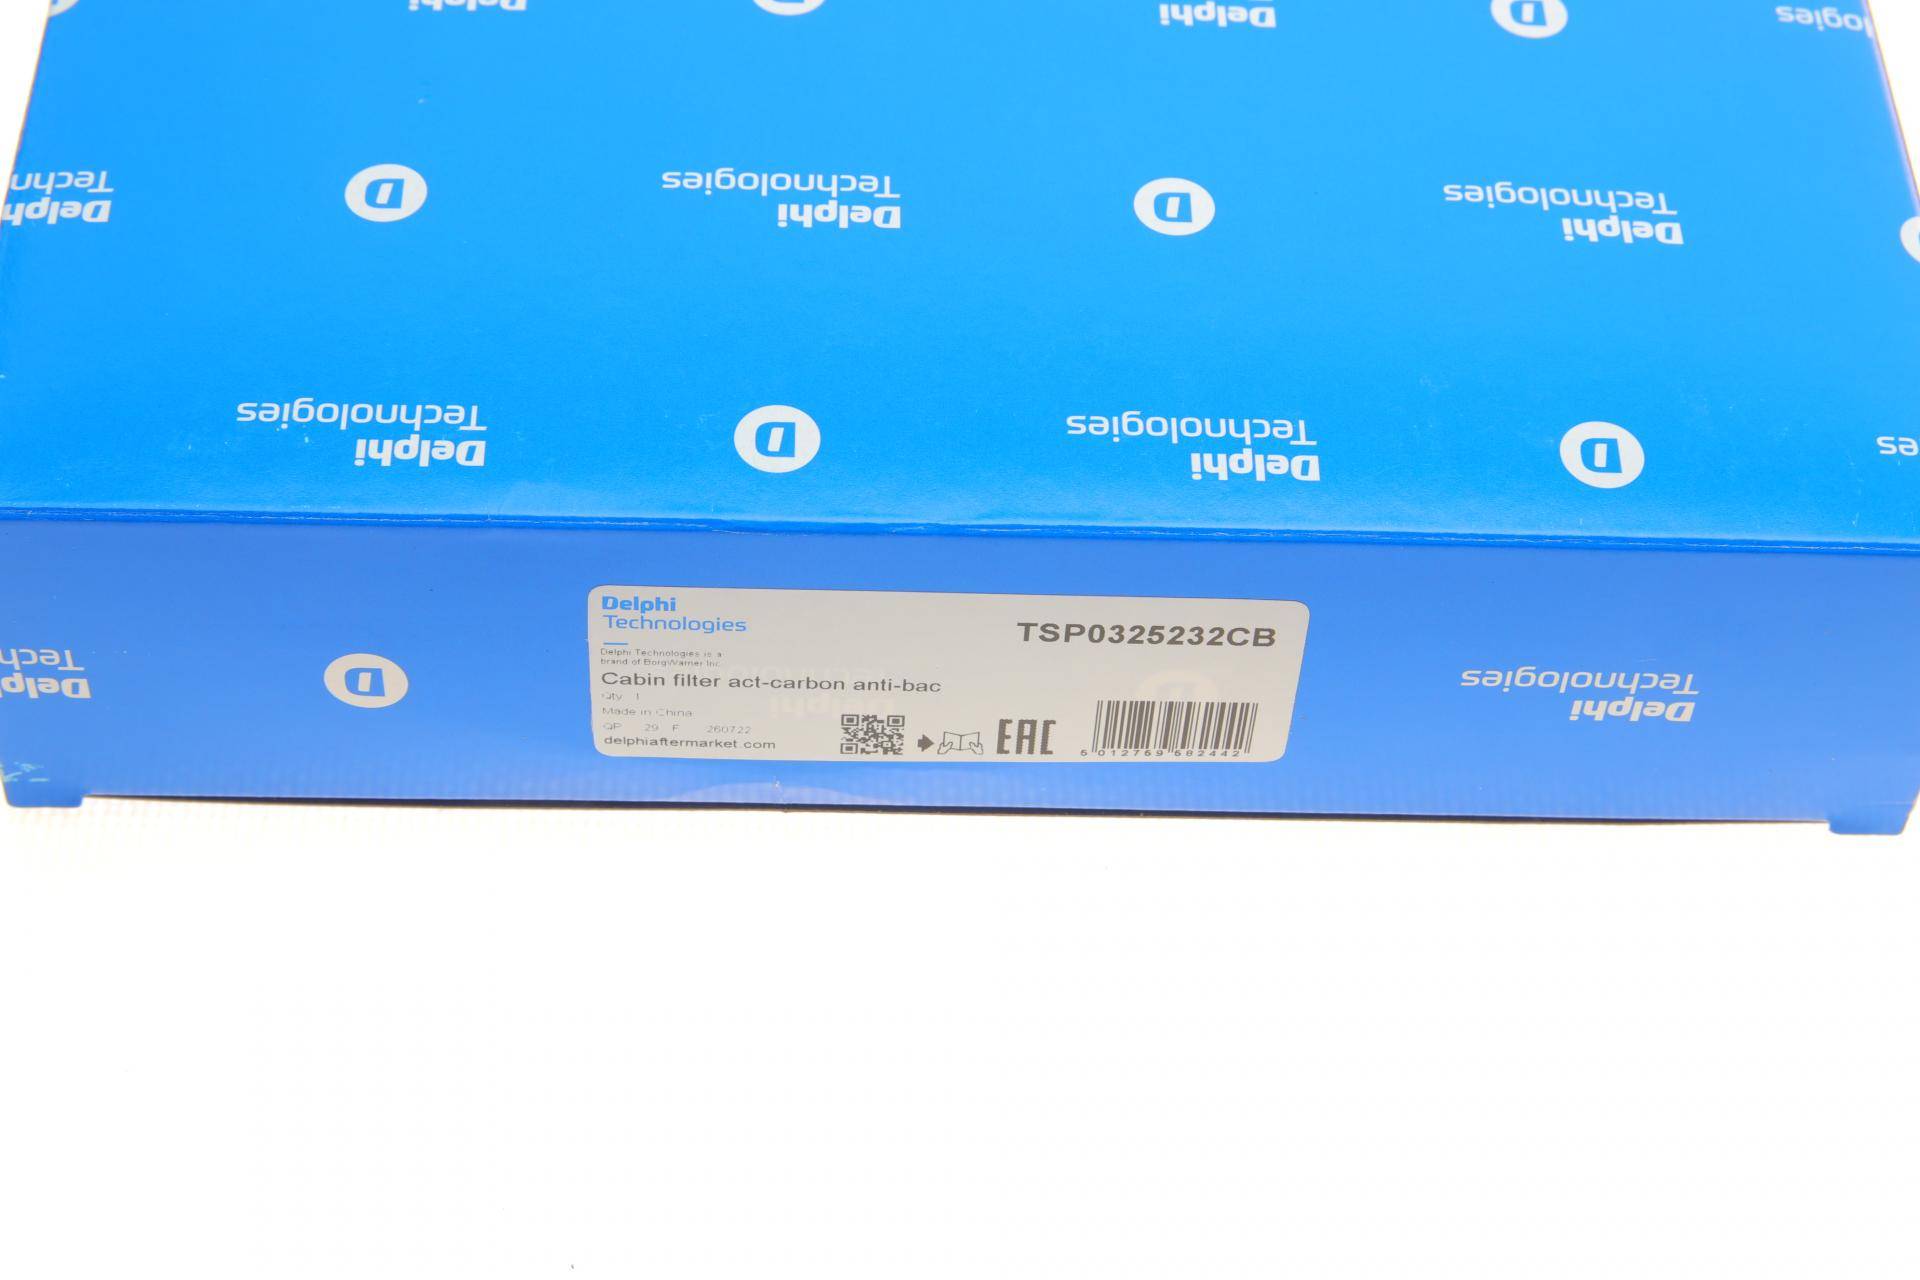 Delphi
Delphi
Technologies
Technologies
Delphi
Technologies
Delphi
Technologies
Delphi
Technologies
Delphi
D
D
D
Technologies
Delphi
Technologies
Delphi
D
D
Delphi
Technologies
TSP0325232CB
Delphi Technologies is a
brand of BorgWarner Inc.
Cabin filter act-carbon anti-bac
Qty 1
Made in China
QP 29 F 260722
delphiaftermarket.com
EAC
5 012759 582442
D
Technologies
Delphi